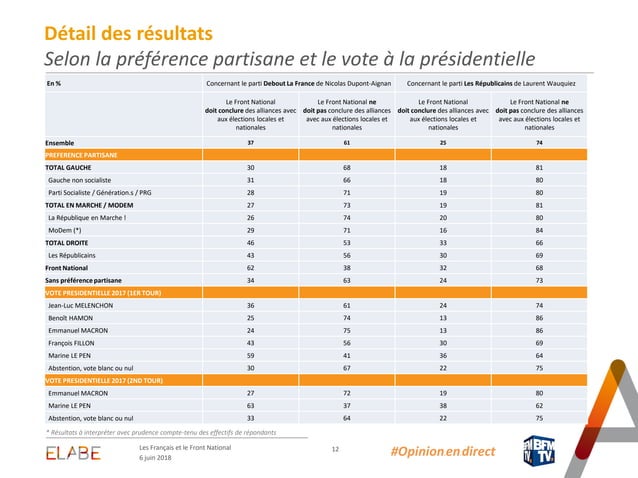 Détail des résultats
Selon la préférence partisane et le vote à la présidentielle
En % Concernant le parti Debout La France de Nicolas Dupont-Aignan Concernant le parti Les Républicains de Laurent Wauquiez
Le Front National doit conclure des alliances avec aux élections locales et nationales Le Front National ne doit pas conclure des alliances avec aux élections locales et nationales Le Front National doit conclure des alliances avec aux élections locales et nationales Le Front National ne doit pas conclure des alliances avec aux élections locales et nationales
Ensemble 37 61 25 74
PREFERENCE PARTISANE
TOTAL GAUCHE 30 68 18 81
Gauche non socialiste 31 66 18 80
Parti Socialiste / Génération.s / PRG 28 71 19 80
TOTAL EN MARCHE / MODEM 27 73 19 81
La République en Marche ! 26 74 20 80
MoDem (*) 29 71 16 84
TOTAL DROITE 46 53 33 66
Les Républicains 43 56 30 69
Front National 62 38 32 68
Sans préférence partisane 34 63 24 73
VOTE PRESIDENTIELLE 2017 (1ER TOUR)
Jean-Luc MELENCHON 36 61 24 74
Benoît HAMON 25 74 13 86
Emmanuel MACRON 24 75 13 86
François FILLON 43 56 30 69
Marine LE PEN 59 41 36 64
Abstention, vote blanc ou nul 30 67 22 75
VOTE PRESIDENTIELLE 2017 (2ND TOUR)
Emmanuel MACRON 27 72 19 80
Marine LE PEN 63 37 38 62
Abstention, vote blanc ou nul 33 64 22 75
* Résultats à interpréter avec prudence compte-tenu des effectifs de répondants
ELABE
Les Français et le Front National
6 juin 2018
12
#Opinion en direct
BFM
TV.